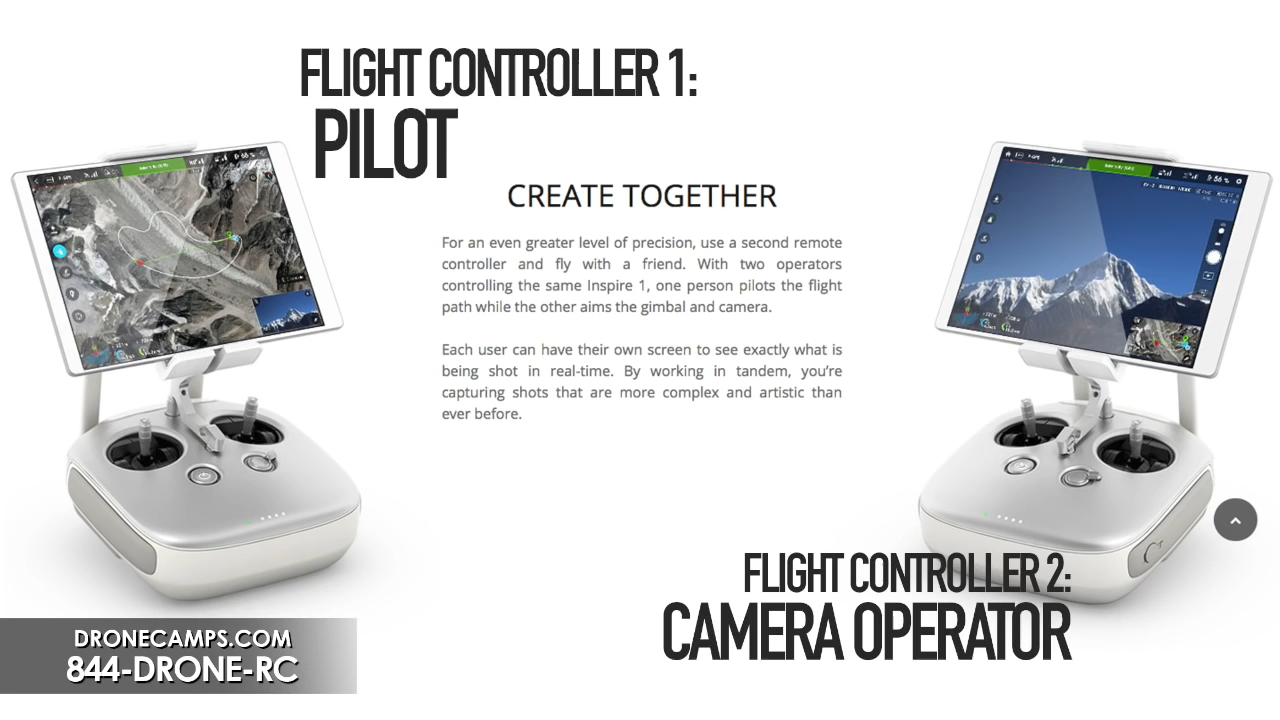 FLIGHT CONTROLLER 1:
PILOT
CREATE TOGETHER
For an even greater level of precision, use a second remote
controller and fly with a friend. With two operators
controlling the same Inspire 1, one person pilots the flight
path while the other aims the gimbal and camera.
Each user can have their own screen to see exactly what is
being shot in real-time. By working in tandem, you’re
capturing shots that are more complex and artistic than
ever before.
FLIGHT CONTROLLER 2:
CAMERA OPERATOR
DRONECAMPS.COM
844-DRONE-RC